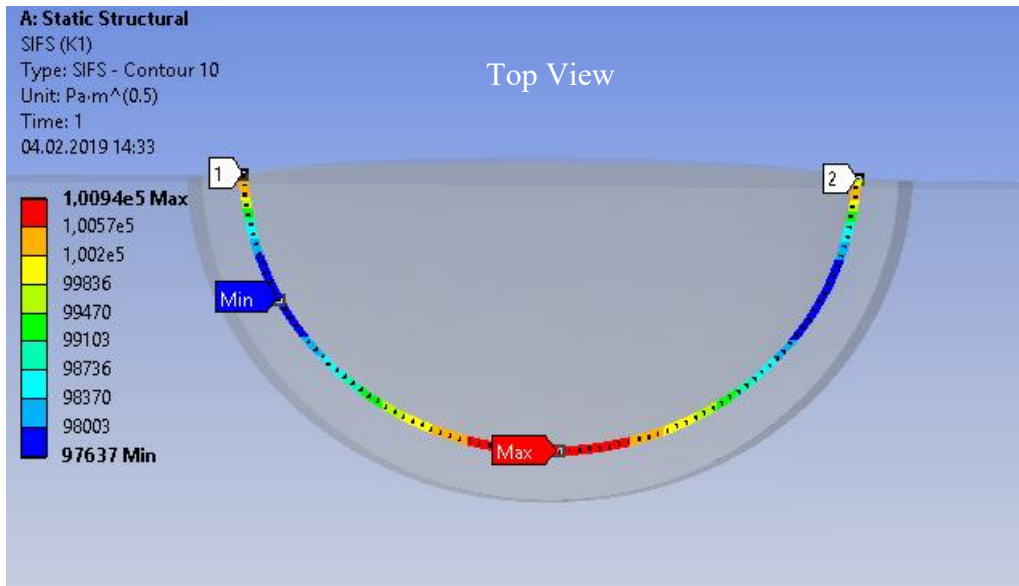 A: Static Structural
SIFS (K1)
Type: SIFS - Contour 10
Unit: Pa·m^(0.5)
Time: 1
04.02.2019 14:33
Top View
1
2
1,0094e5 Max
1,0057e5
1,002e5
99836
99470
99103
98736
98370
98003
97637 Min
Min
Max